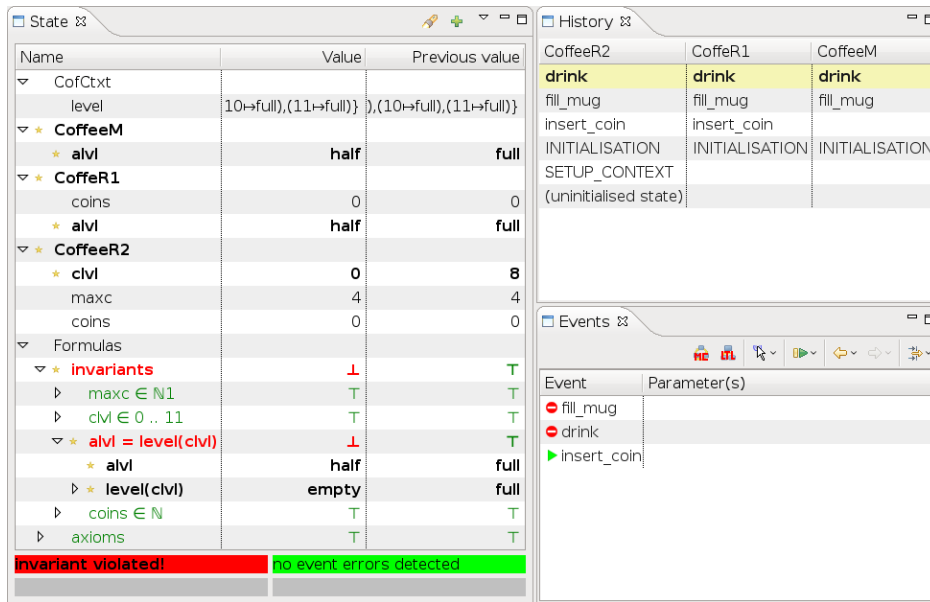 State
Name Value Previous value
CofCtxt
level 10↦full),(11↦full)} ),(10↦full),(11↦full)}
CoffeeM
alvl half full
CoffeR1
coins 0 0
alvl half full
CoffeeR2
clvl 0 8
maxc 4 4
coins 0 0
Formulas
invariants ⊥ ⊤
maxc ∈ ℕ1 ⊤ ⊤
clvl ∈ 0 .. 11 ⊤ ⊤
alvl = level(clvl) ⊥ ⊤
alvl half full
level(clvl) empty full
coins ∈ ℕ ⊤ ⊤
axioms ⊤ ⊤
invariant violated! no event errors detected
History
CoffeeR2 CoffeR1 CoffeeM
drink drink drink
fill_mug fill_mug fill_mug
insert_coin insert_coin
INITIALISATION INITIALISATION INITIALISATION
SETUP_CONTEXT
(uninitialised state)
Events
MC LTL
Event Parameter(s)
fill_mug
drink
insert_coin